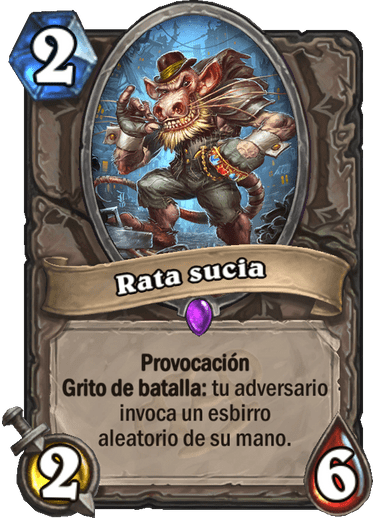 2
Rata sucia
Provocación
Grito de batalla: tu adversario
invoca un esbirro
aleatorio de su mano.
2
6